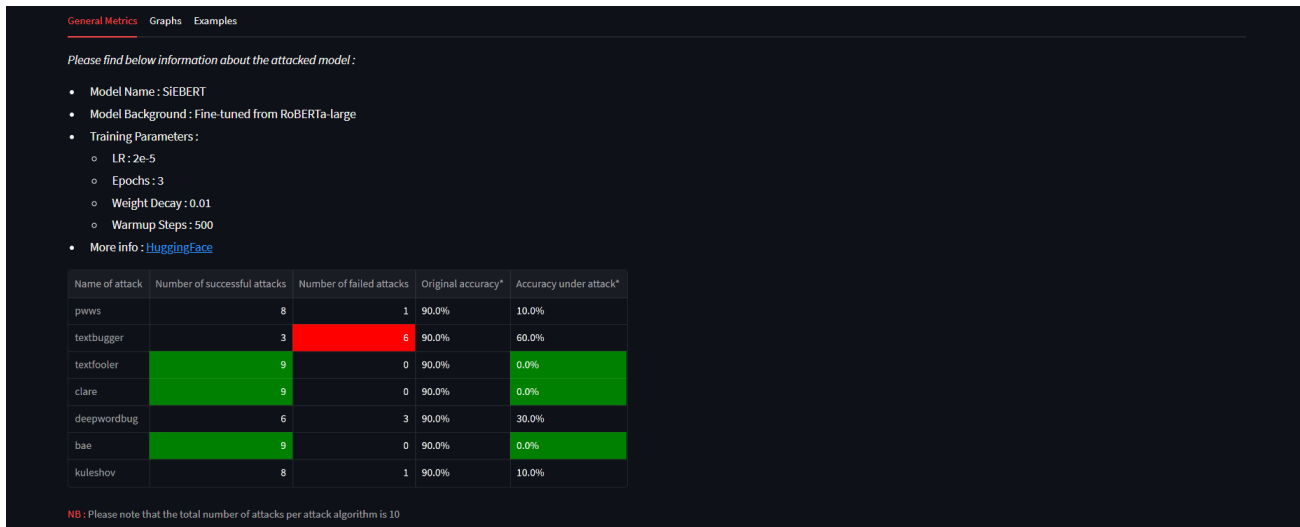 General Metrics Graphs Examples
Please find below information about the attacked model :
• Model Name : SiEBERT
• Model Background : Fine-tuned from RoBERTa-large
• Training Parameters :
◦ LR : 2e-5
◦ Epochs : 3
◦ Weight Decay : 0.01
◦ Warmup Steps : 500
• More info : HuggingFace
Name of attack Number of successful attacks Number of failed attacks Original accuracy* Accuracy under attack*
pwws 8 1 90.0% 10.0%
textbugger 3 6 90.0% 60.0%
textfooler 9 0 90.0% 0.0%
clare 9 0 90.0% 0.0%
deepwordbug 6 3 90.0% 30.0%
bae 9 0 90.0% 0.0%
kuleshov 8 1 90.0% 10.0%
NB : Please note that the total number of attacks per attack algorithm is 10